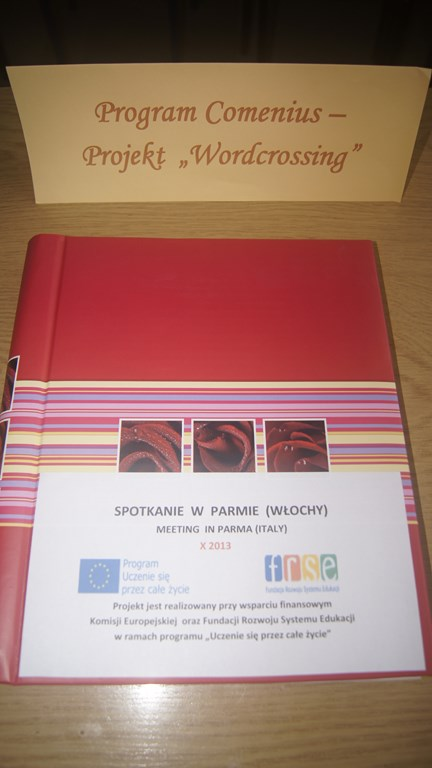 Program Comenius –
Projekt „Wordcrossing”
SPOTKANIE W PARMIE (WŁOCHY)
MEETING IN PARMA (ITALY)
X 2013
Program
Uczenie się
przez całe życie
frse
Fundacja Rozwoju Systemu Edukacji
Projekt jest realizowany przy wsparciu finansowym
Komisji Europejskiej oraz Fundacji Rozwoju Systemu Edukacji
w ramach programu „Uczenie się przez całe życie”